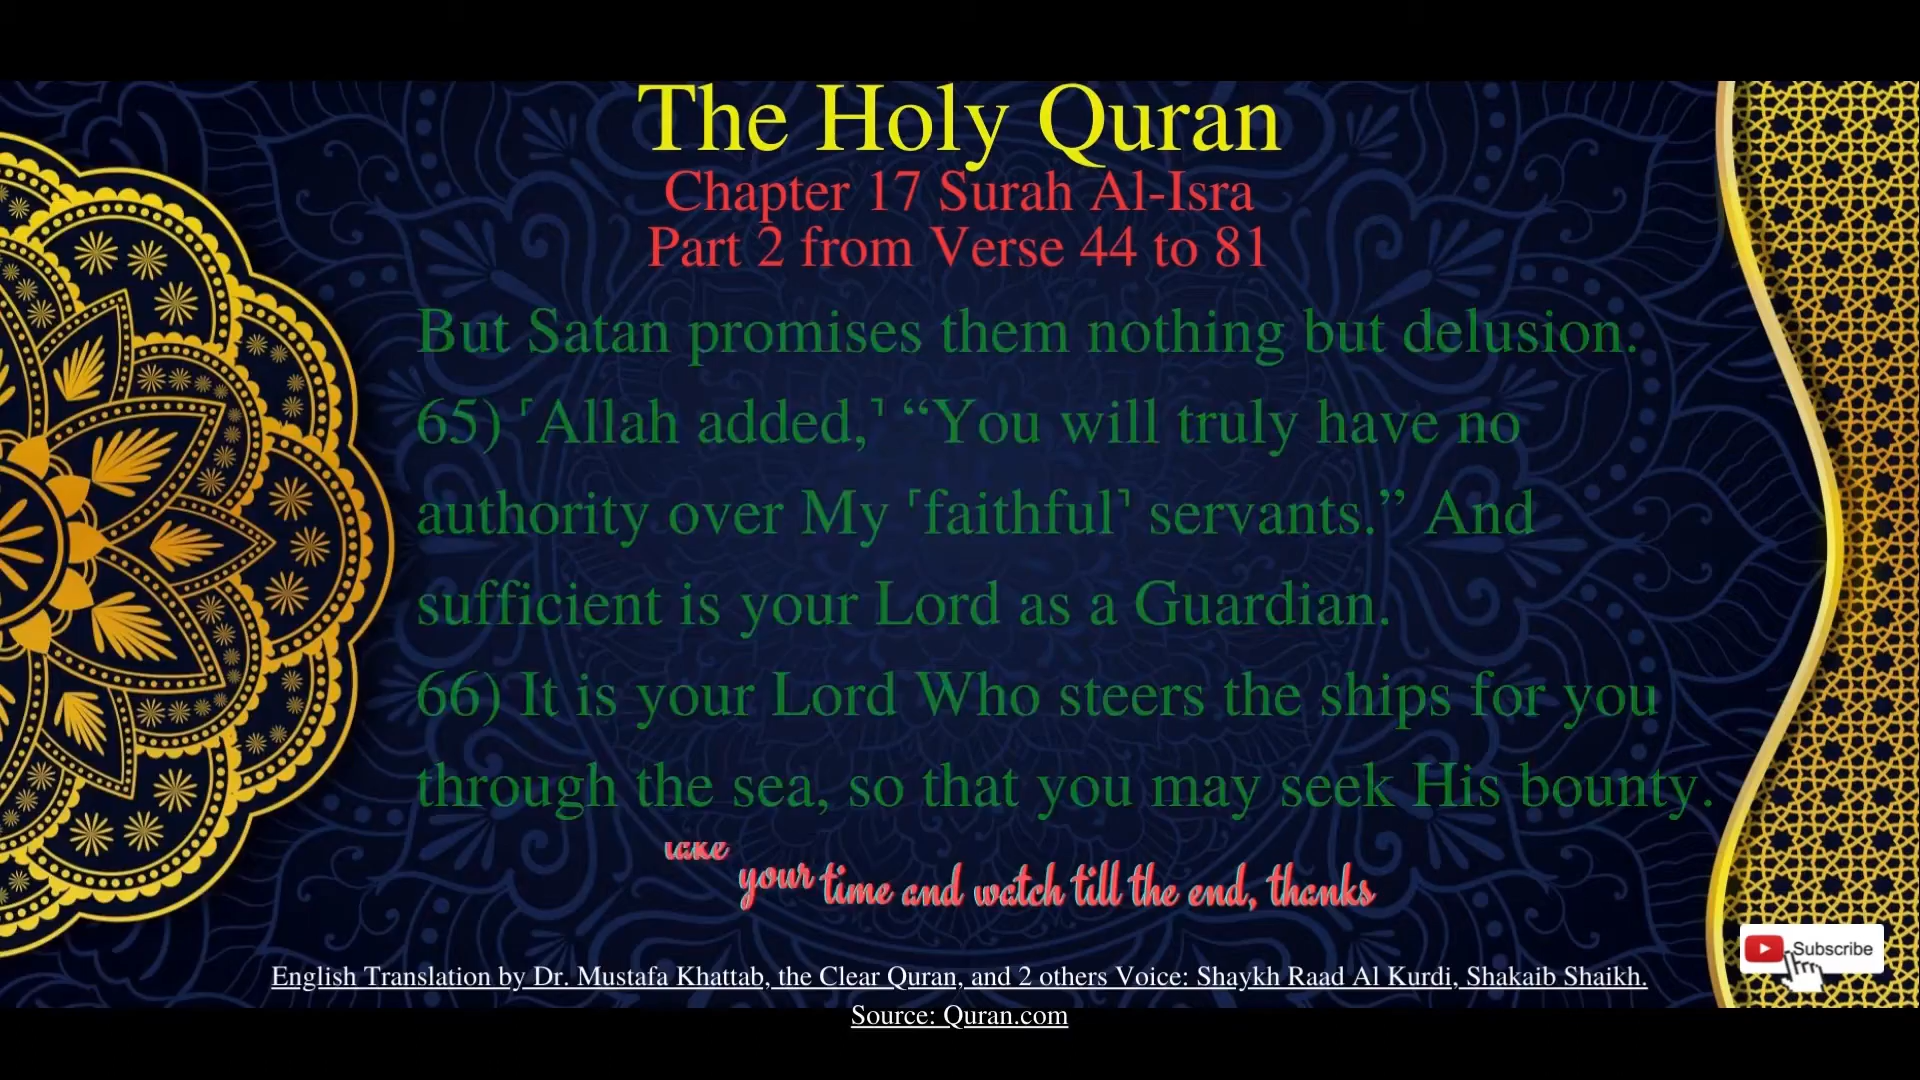 The Holy Quran
Chapter 17 Surah Al-Isra
Part 2 from Verse 44 to 81
But Satan promises them nothing but delusion.
65) ˹Allah added,˺ “You will truly have no
authority over My ˹faithful˺ servants.” And
sufficient is your Lord as a Guardian.
66) It is your Lord Who steers the ships for you
through the sea, so that you may seek His bounty.
take your time and watch till the end, thanks
Subscribe
English Translation by Dr. Mustafa Khattab, the Clear Quran, and 2 others Voice: Shaykh Raad Al Kurdi, Shakaib Shaikh.
Source: Quran.com